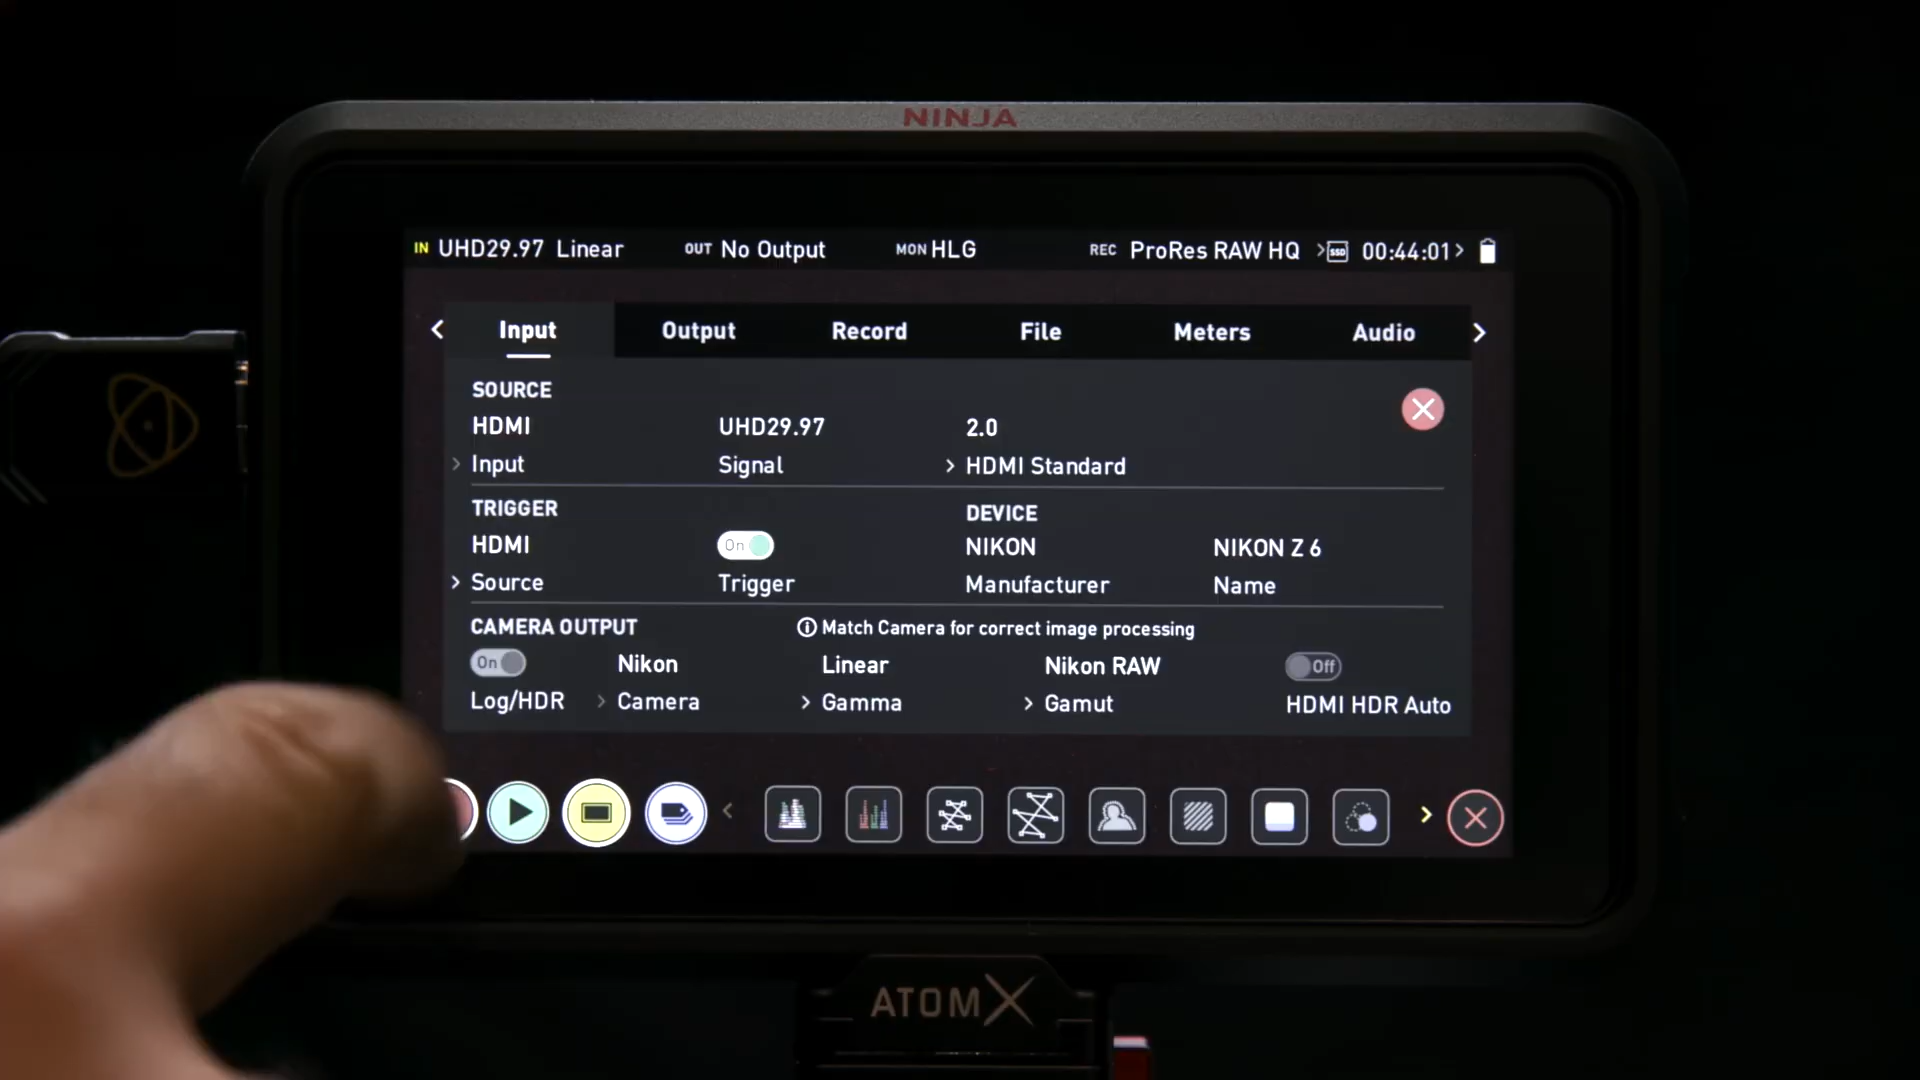 NINJA
IN UHD29.97 Linear OUT No Output MON HLG REC ProRes RAW HQ > SSD 00:44:01>
< Input Output Record File Meters Audio >
SOURCE
HDMI UHD29.97 2.0
> Input Signal > HDMI Standard
TRIGGER DEVICE
HDMI On NIKON NIKON Z 6
> Source Trigger Manufacturer Name
CAMERA OUTPUT Match Camera for correct image processing
On Nikon Linear Nikon RAW Off
Log/HDR > Camera > Gamma > Gamut HDMI HDR Auto
ATOMX